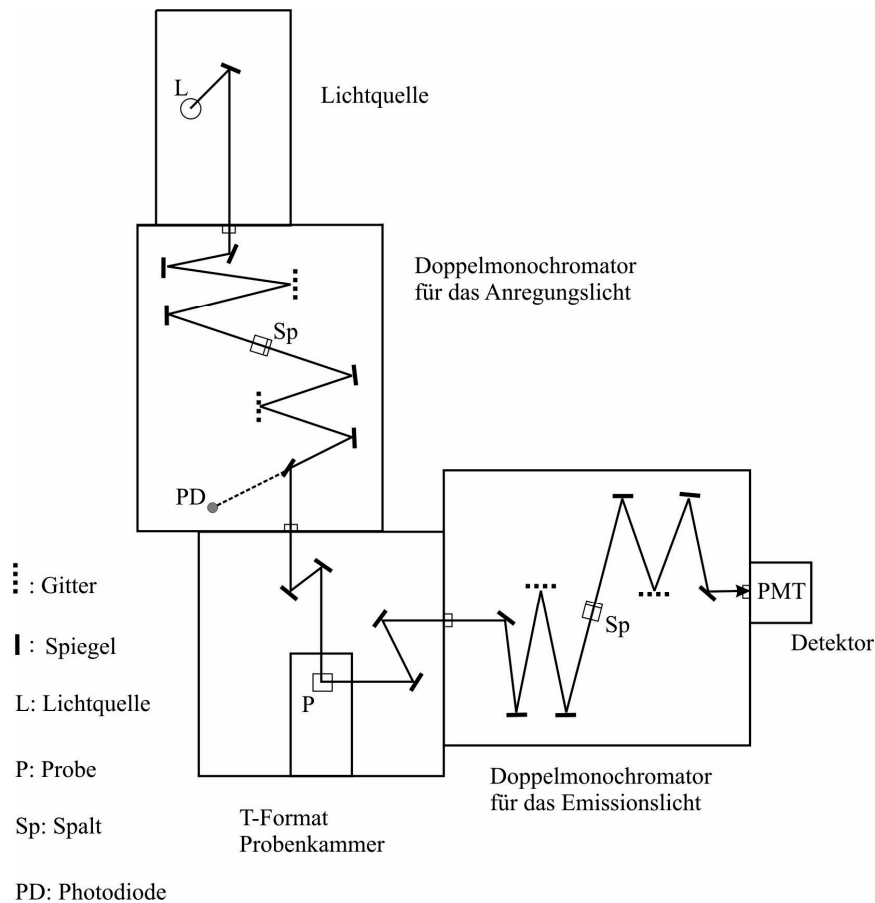 L
Lichtquelle
Doppelmonochromator
für das Anregungslicht
Sp
PD
: Gitter
: Spiegel
L: Lichtquelle
P: Probe
Sp: Spalt
PD: Photodiode
P
T-Format
Probenkammer
Sp
PMT
Detektor
Doppelmonochromator
für das Emissionslicht